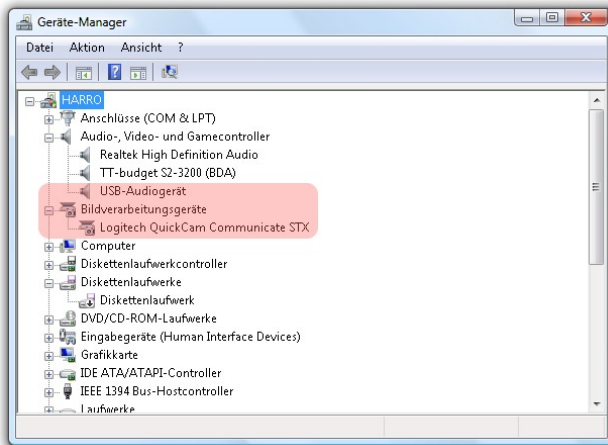 Geräte-Manager
Datei Aktion Ansicht ?
HARRO
Anschlüsse (COM & LPT)
Audio-, Video- und Gamecontroller
Realtek High Definition Audio
TT-budget S2-3200 (BDA)
USB-Audiogerät
Bildverarbeitungsgeräte
Logitech QuickCam Communicate STX
Computer
Diskettenlaufwerkcontroller
Diskettenlaufwerke
Diskettenlaufwerk
DVD/CD-ROM-Laufwerke
Eingabegeräte (Human Interface Devices)
Grafikkarte
IDE ATA/ATAPI-Controller
IEEE 1394 Bus-Hostcontroller
Laufwerke